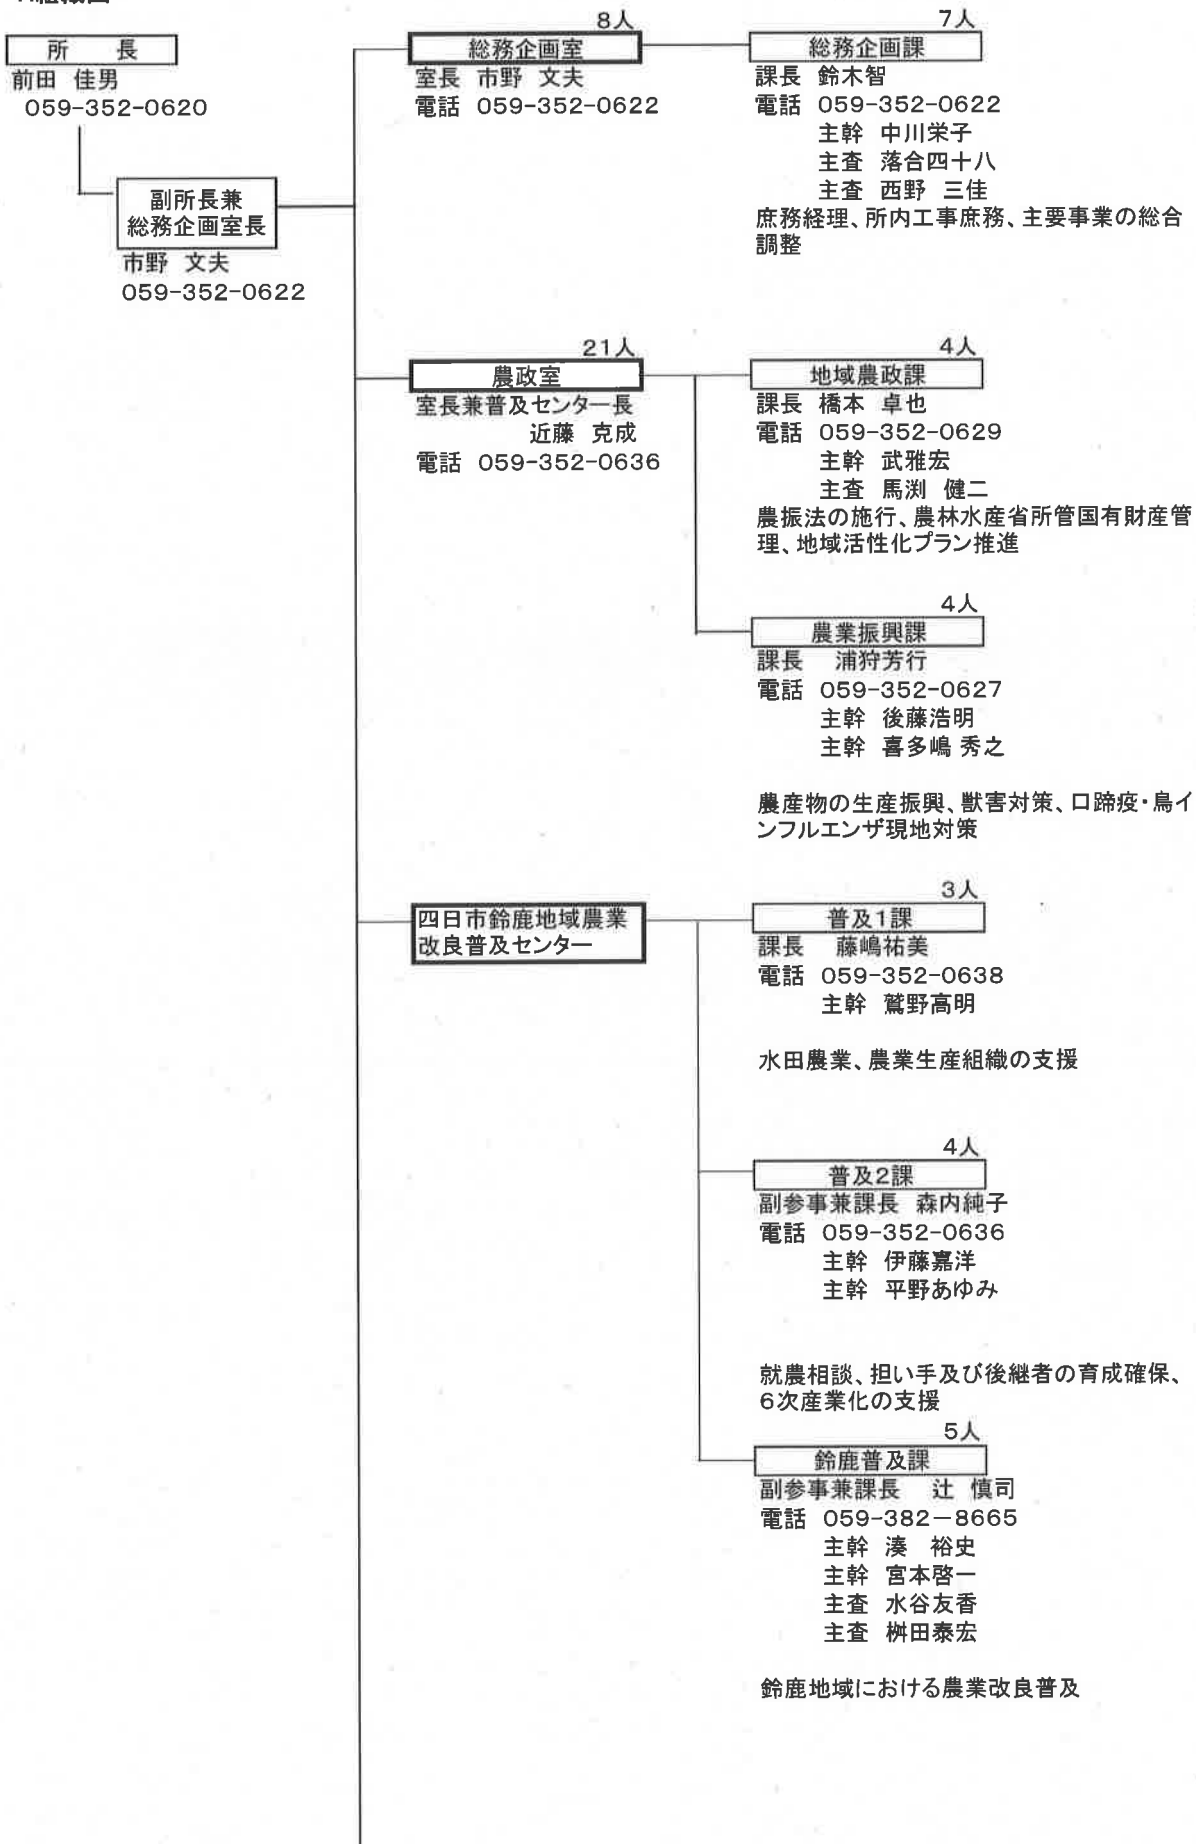 組織図
所　長
前田 佳男
059-352-0620
副所長兼
総務企画室長
市野 文夫
059-352-0622
8人
総務企画室
室長 市野 文夫
電話 059-352-0622
7人
総務企画課
課長 鈴木智
電話 059-352-0622
主幹 中川栄子
主査 落合四十八
主査 西野 三佳
庶務経理、所内工事庶務、主要事業の総合
調整
21人
農政室
室長兼普及センター長
近藤 克成
電話 059-352-0636
4人
地域農政課
課長 橋本 卓也
電話 059-352-0629
主幹 武雅宏
主査 馬渕 健二
農振法の施行、農林水産省所管国有財産管
理、地域活性化プラン推進
4人
農業振興課
課長　浦狩芳行
電話 059-352-0627
主幹 後藤浩明
主幹 喜多嶋 秀之
農産物の生産振興、獣害対策、口蹄疫・鳥イ
ンフルエンザ現地対策
四日市鈴鹿地域農業
改良普及センター
3人
普及1課
課長　藤嶋祐美
電話 059-352-0638
主幹 鷲野高明
水田農業、農業生産組織の支援
4人
普及2課
副参事兼課長 森内純子
電話 059-352-0636
主幹 伊藤嘉洋
主幹 平野あゆみ
就農相談、担い手及び後継者の育成確保、
6次産業化の支援
5人
鈴鹿普及課
副参事兼課長　辻 慎司
電話 059-382－8665
主幹 湊　裕史
主幹 宮本啓一
主査 水谷友香
主査 桝田泰宏
鈴鹿地域における農業改良普及